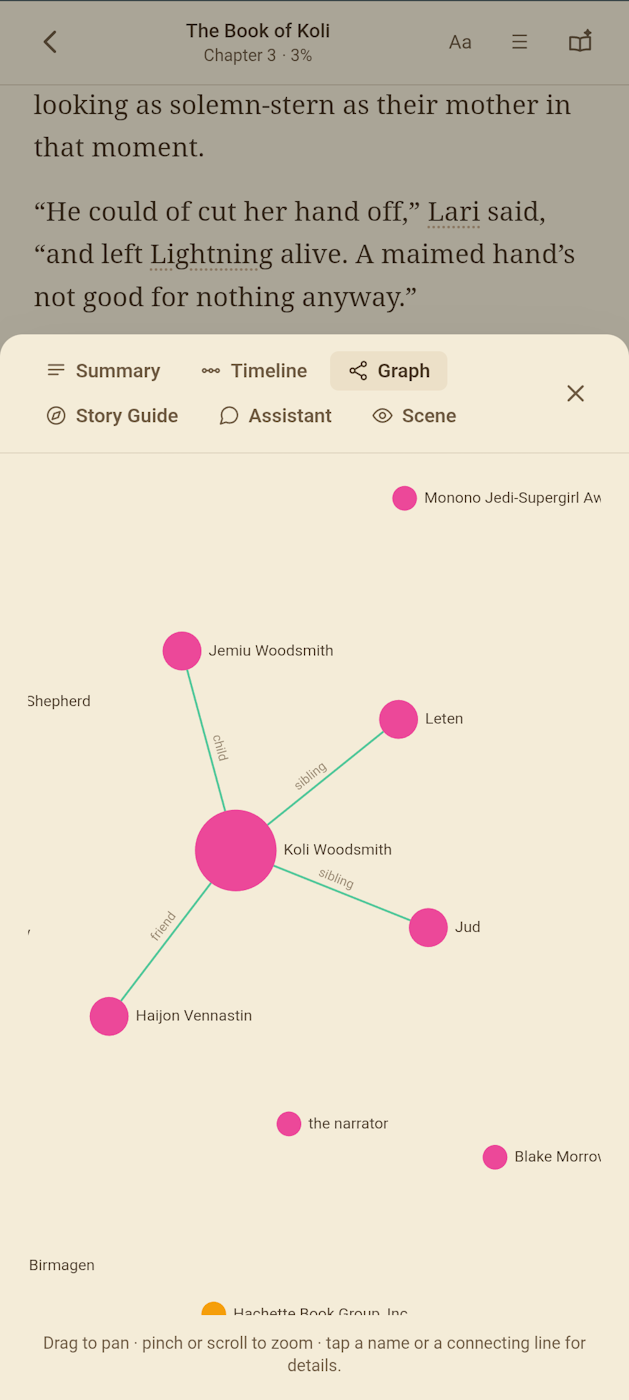 The Book of Koli
Chapter 3 · 3%
Aa
looking as solemn-stern as their mother in
that moment.
“He could of cut her hand off,” Lari said,
“and left Lightning alive. A maimed hand’s
not good for nothing anyway.”
Summary
Timeline
Graph
Story Guide
Assistant
Scene
Monono Jedi-Supergirl Aw
Jemiu Woodsmith
Shepherd
Leten
child
sibling
Koli Woodsmith
sibling
friend
Jud
Haijon Vennastin
the narrator
Blake Morrow
Birmagen
Hachette Book Group, Inc.
Drag to pan · pinch or scroll to zoom · tap a name or a connecting line for
details.